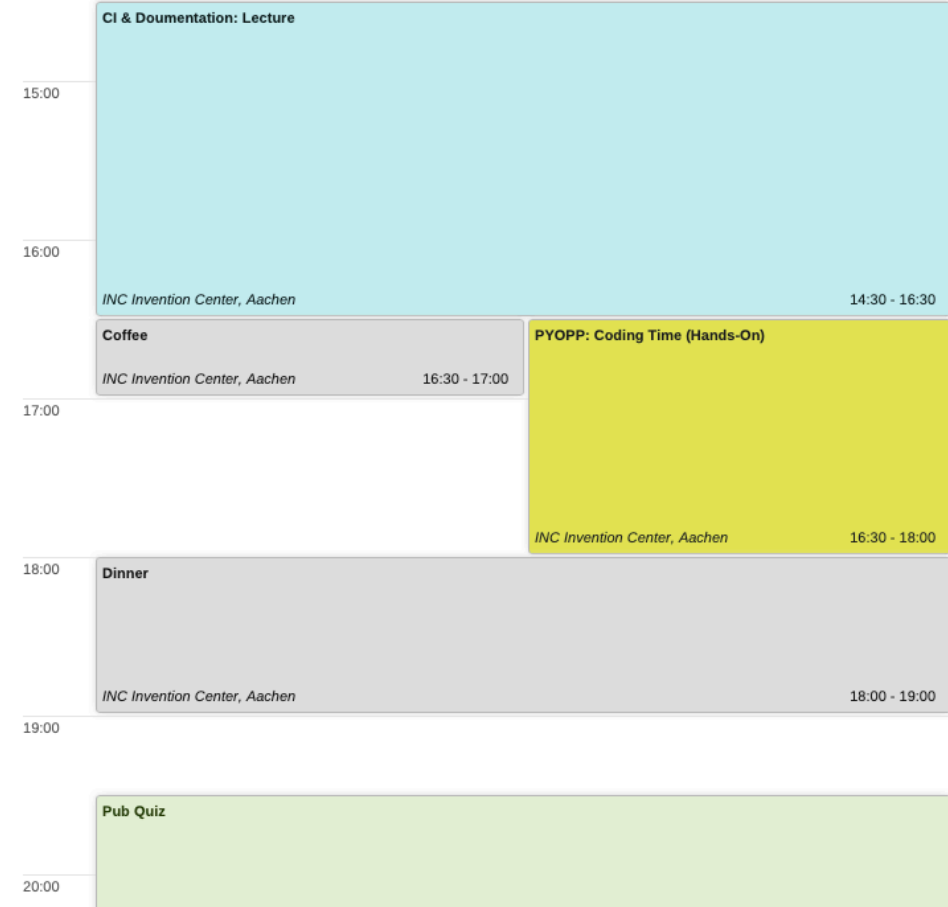 CI & Doumentation: Lecture
15:00
16:00
INC Invention Center, Aachen 14:30 - 16:30
Coffee
INC Invention Center, Aachen 16:30 - 17:00
PYOPP: Coding Time (Hands-On)
INC Invention Center, Aachen 16:30 - 18:00
17:00
18:00
Dinner
INC Invention Center, Aachen 18:00 - 19:00
19:00
Pub Quiz
20:00